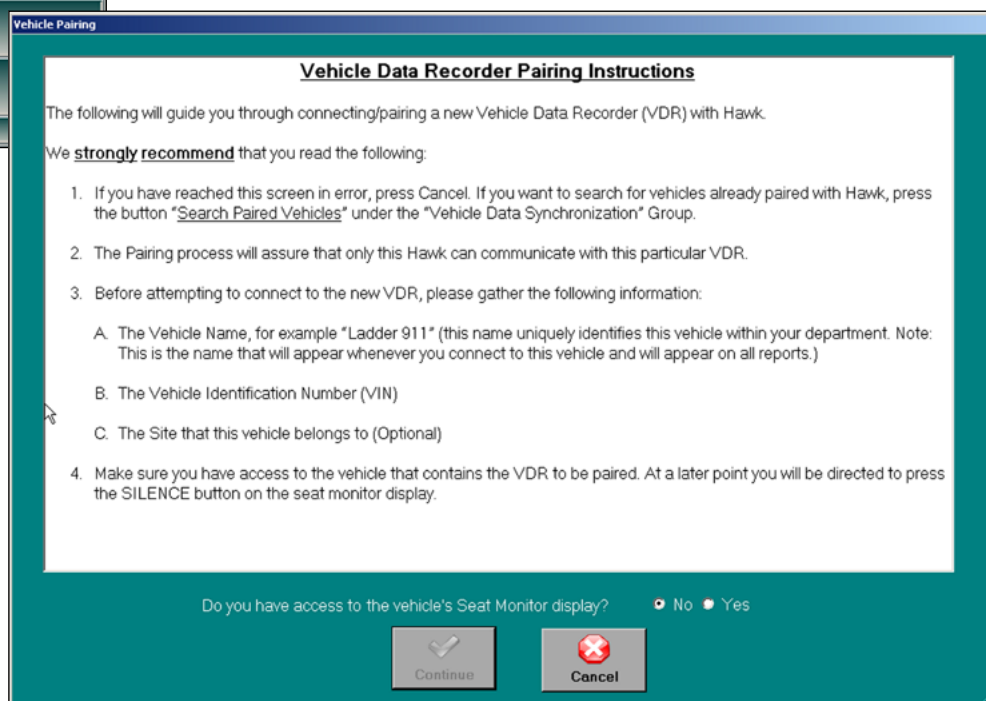 Vehicle Pairing
Vehicle Data Recorder Pairing Instructions
The following will guide you through connecting/pairing a new Vehicle Data Recorder (VDR) with Hawk.
We strongly recommend that you read the following:
1. If you have reached this screen in error, press Cancel. If you want to search for vehicles already paired with Hawk, press
the button "Search Paired Vehicles" under the "Vehicle Data Synchronization" Group.
2. The Pairing process will assure that only this Hawk can communicate with this particular VDR.
3. Before attempting to connect to the new VDR, please gather the following information:
A. The Vehicle Name, for example "Ladder 911" (this name uniquely identifies this vehicle within your department. Note:
This is the name that will appear whenever you connect to this vehicle and will appear on all reports.)
B. The Vehicle Identification Number (VIN)
C. The Site that this vehicle belongs to (Optional)
4. Make sure you have access to the vehicle that contains the VDR to be paired. At a later point you will be directed to press
the SILENCE button on the seat monitor display.
Do you have access to the vehicle's Seat Monitor display? No Yes
Continue Cancel